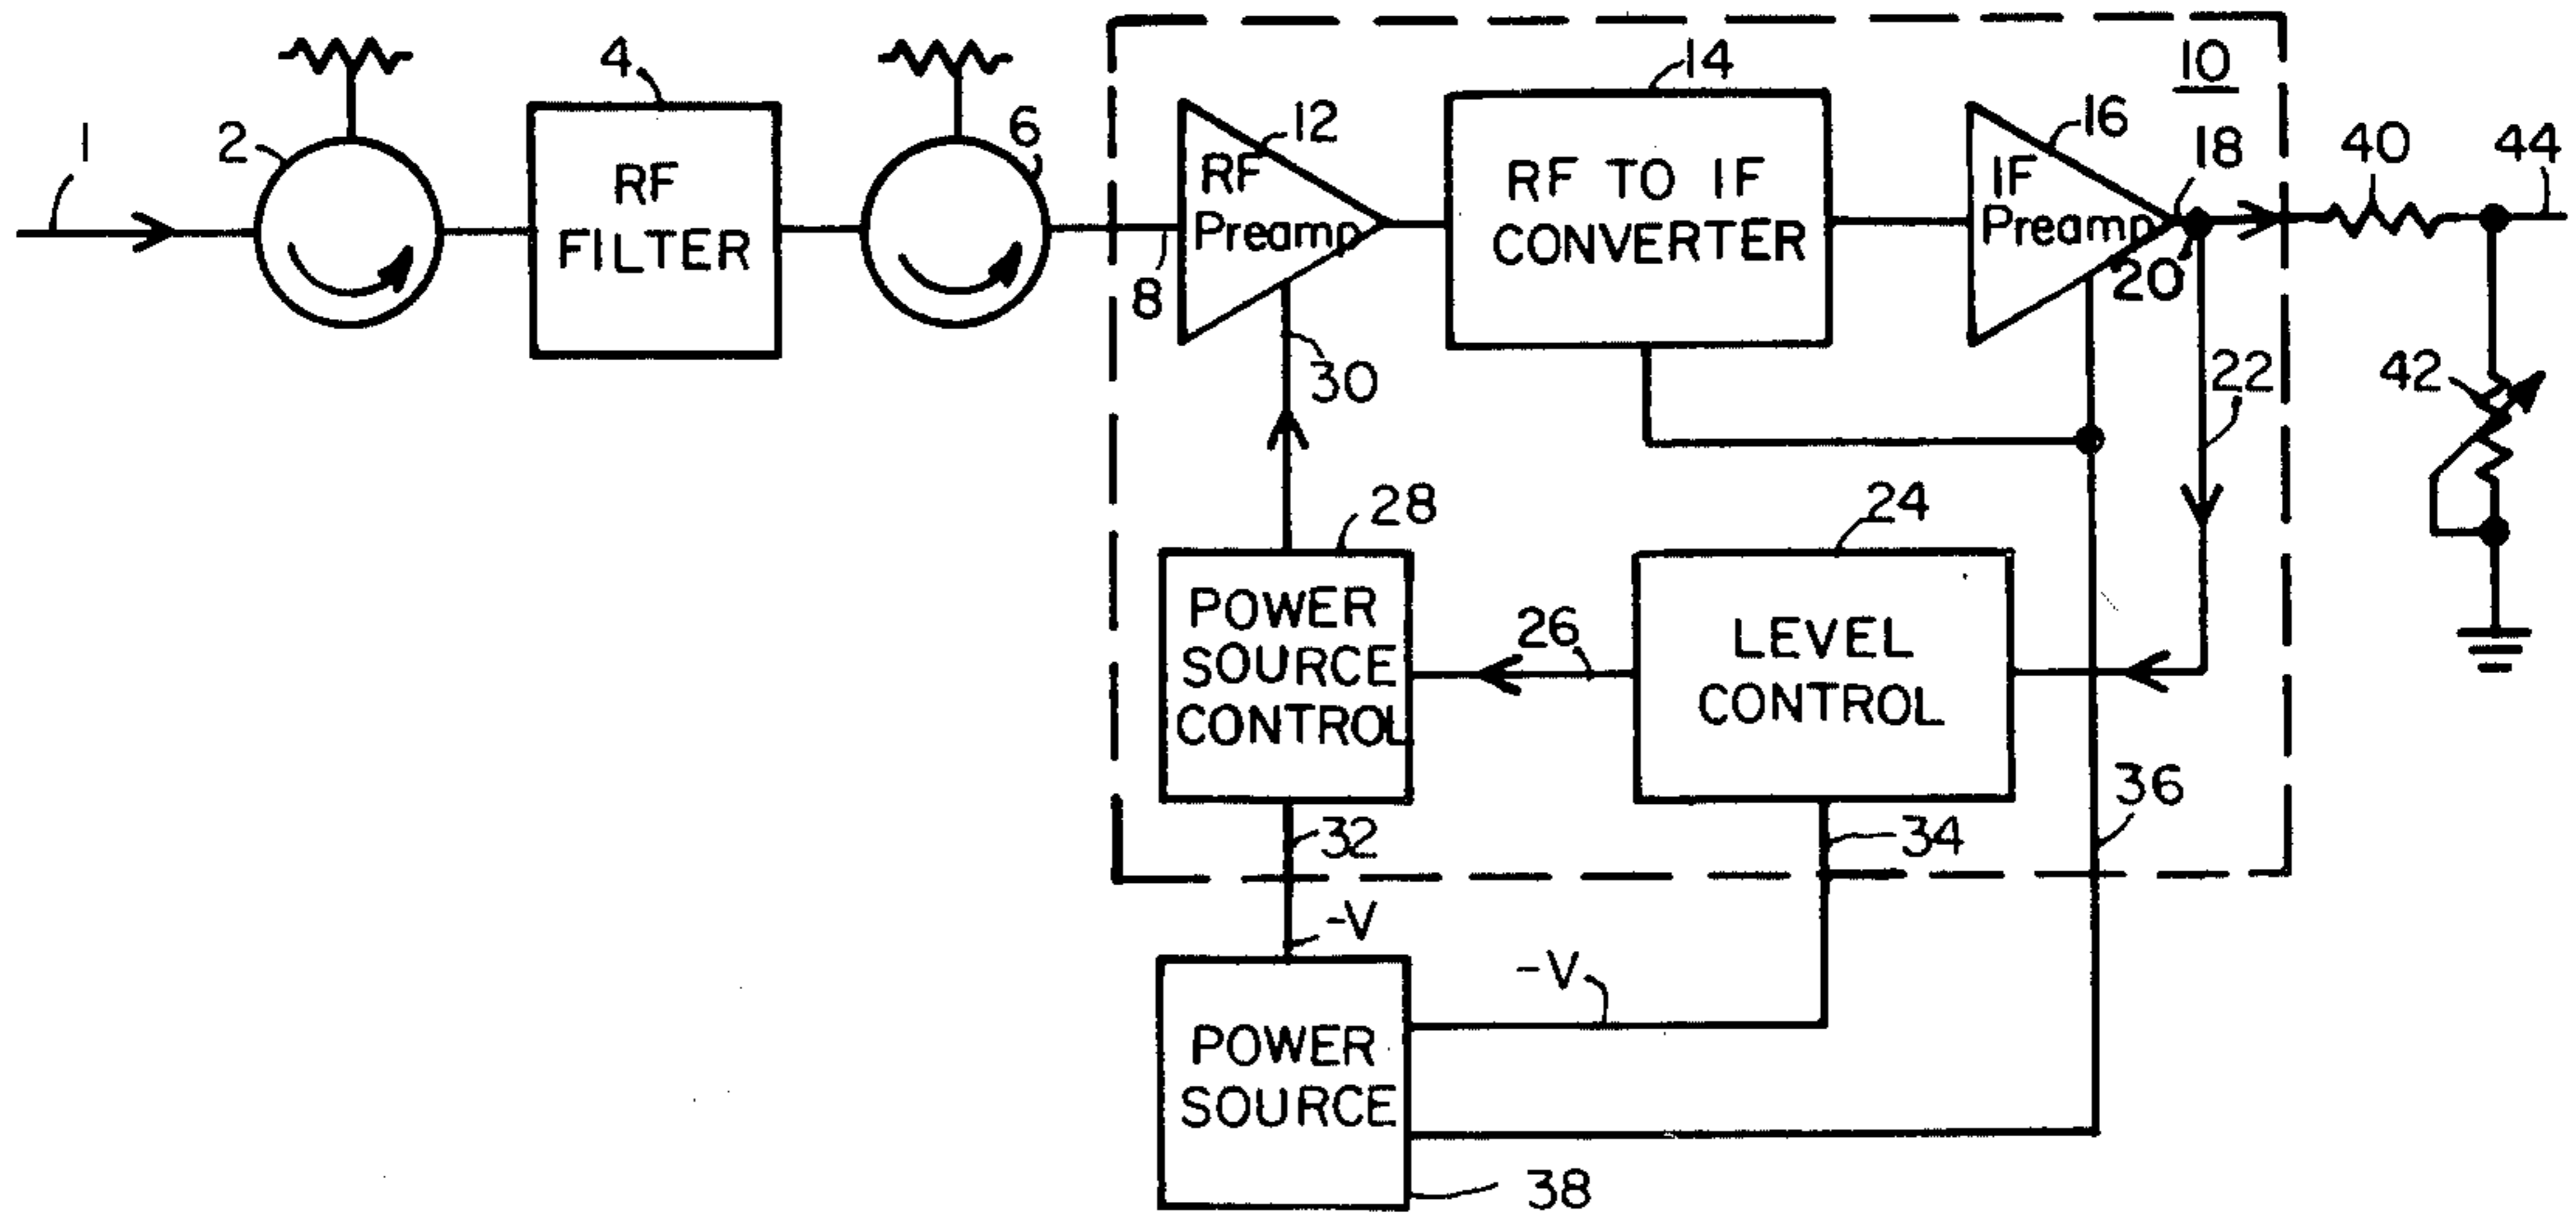 1
2
4
RF
FILTER
6
8
10
RF
Preamp
12
RF TO IF
CONVERTER
14
IF
Preamp
16
18
20
22
40
44
42
30
28
POWER
SOURCE
CONTROL
26
24
LEVEL
CONTROL
32
34
36
-V
-V
POWER
SOURCE
38